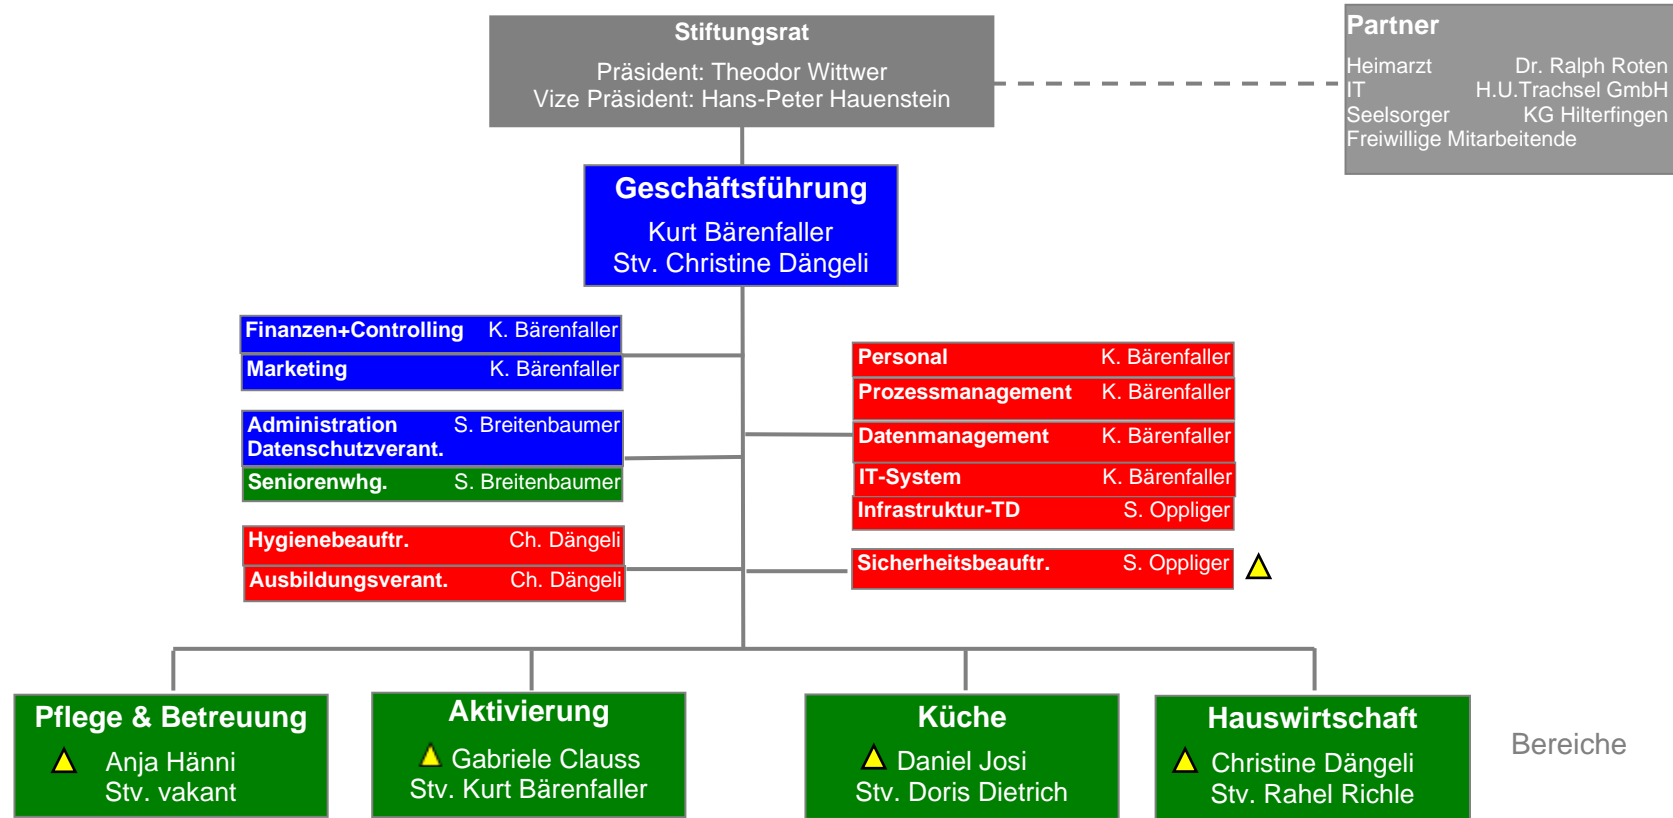 Stiftungsrat
Präsident: Theodor Wittwer
Vize Präsident: Hans-Peter Hauenstein
Partner
Heimarzt Dr. Ralph Roten
IT H.U.Trachsel GmbH
Seelsorger KG Hilterfingen
Freiwillige Mitarbeitende
Geschäftsführung
Kurt Bärenfaller
Stv. Christine Dängeli
Finanzen+Controlling K. Bärenfaller
Marketing K. Bärenfaller
Administration S. Breitenbaumer
Datenschutzverant.
Seniorenwhg. S. Breitenbaumer
Hygienebeauftr. Ch. Dängeli
Ausbildungsverant. Ch. Dängeli
Personal K. Bärenfaller
Prozessmanagement K. Bärenfaller
Datenmanagement K. Bärenfaller
IT-System K. Bärenfaller
Infrastruktur-TD S. Oppliger
Sicherheitsbeauftr. S. Oppliger
Pflege & Betreuung
Anja Hänni
Stv. vakant
Aktivierung
Gabriele Clauss
Stv. Kurt Bärenfaller
Küche
Daniel Josi
Stv. Doris Dietrich
Hauswirtschaft
Christine Dängeli
Stv. Rahel Richle
Bereiche